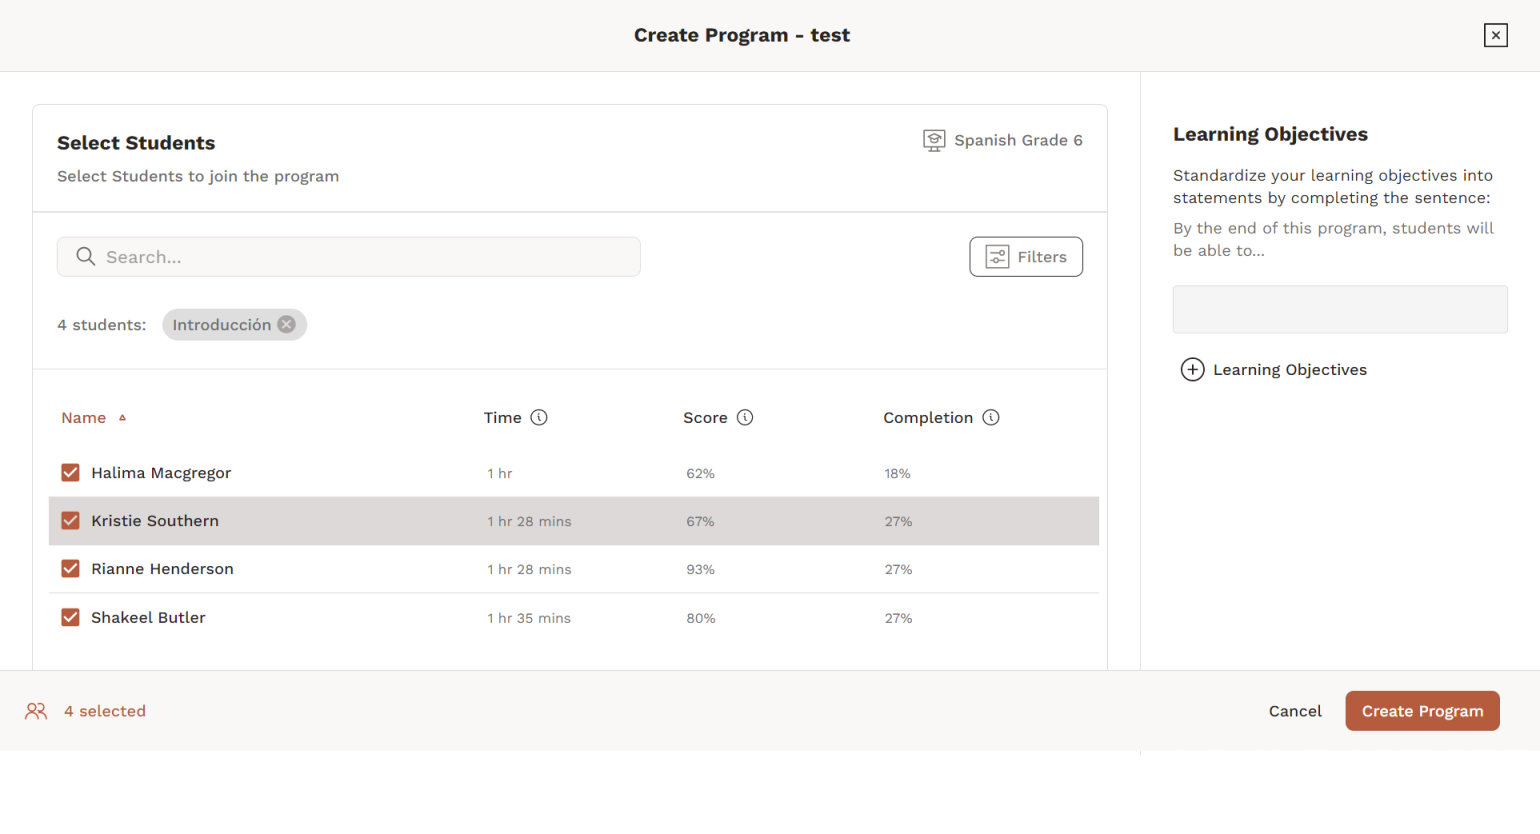 Create Program - test
Select Students
Spanish Grade 6
Select Students to join the program
Search...
Filters
4 students: Introducción
Name Time Score Completion
Halima Macgregor 1 hr 62% 18%
Kristie Southern 1 hr 28 mins 67% 27%
Rianne Henderson 1 hr 28 mins 93% 27%
Shakeel Butler 1 hr 35 mins 80% 27%
Learning Objectives
Standardize your learning objectives into
statements by completing the sentence:
By the end of this program, students will
be able to...
Learning Objectives
4 selected
Cancel
Create Program